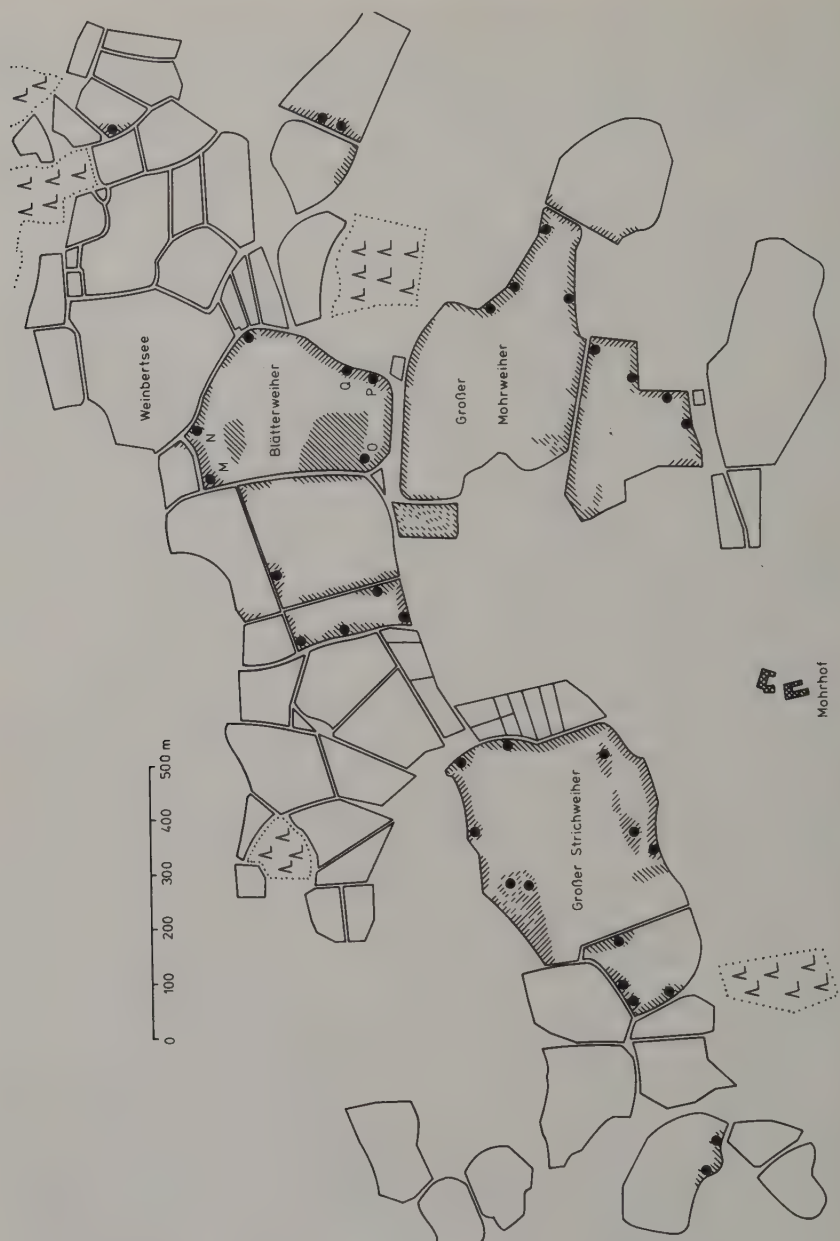 Weinbertsee
Blätterweiher
M
N
O
P
Q
Großer
Mohrweiher
Großer Strichweiher
Mohrhof
0 100 200 300 400 500 m